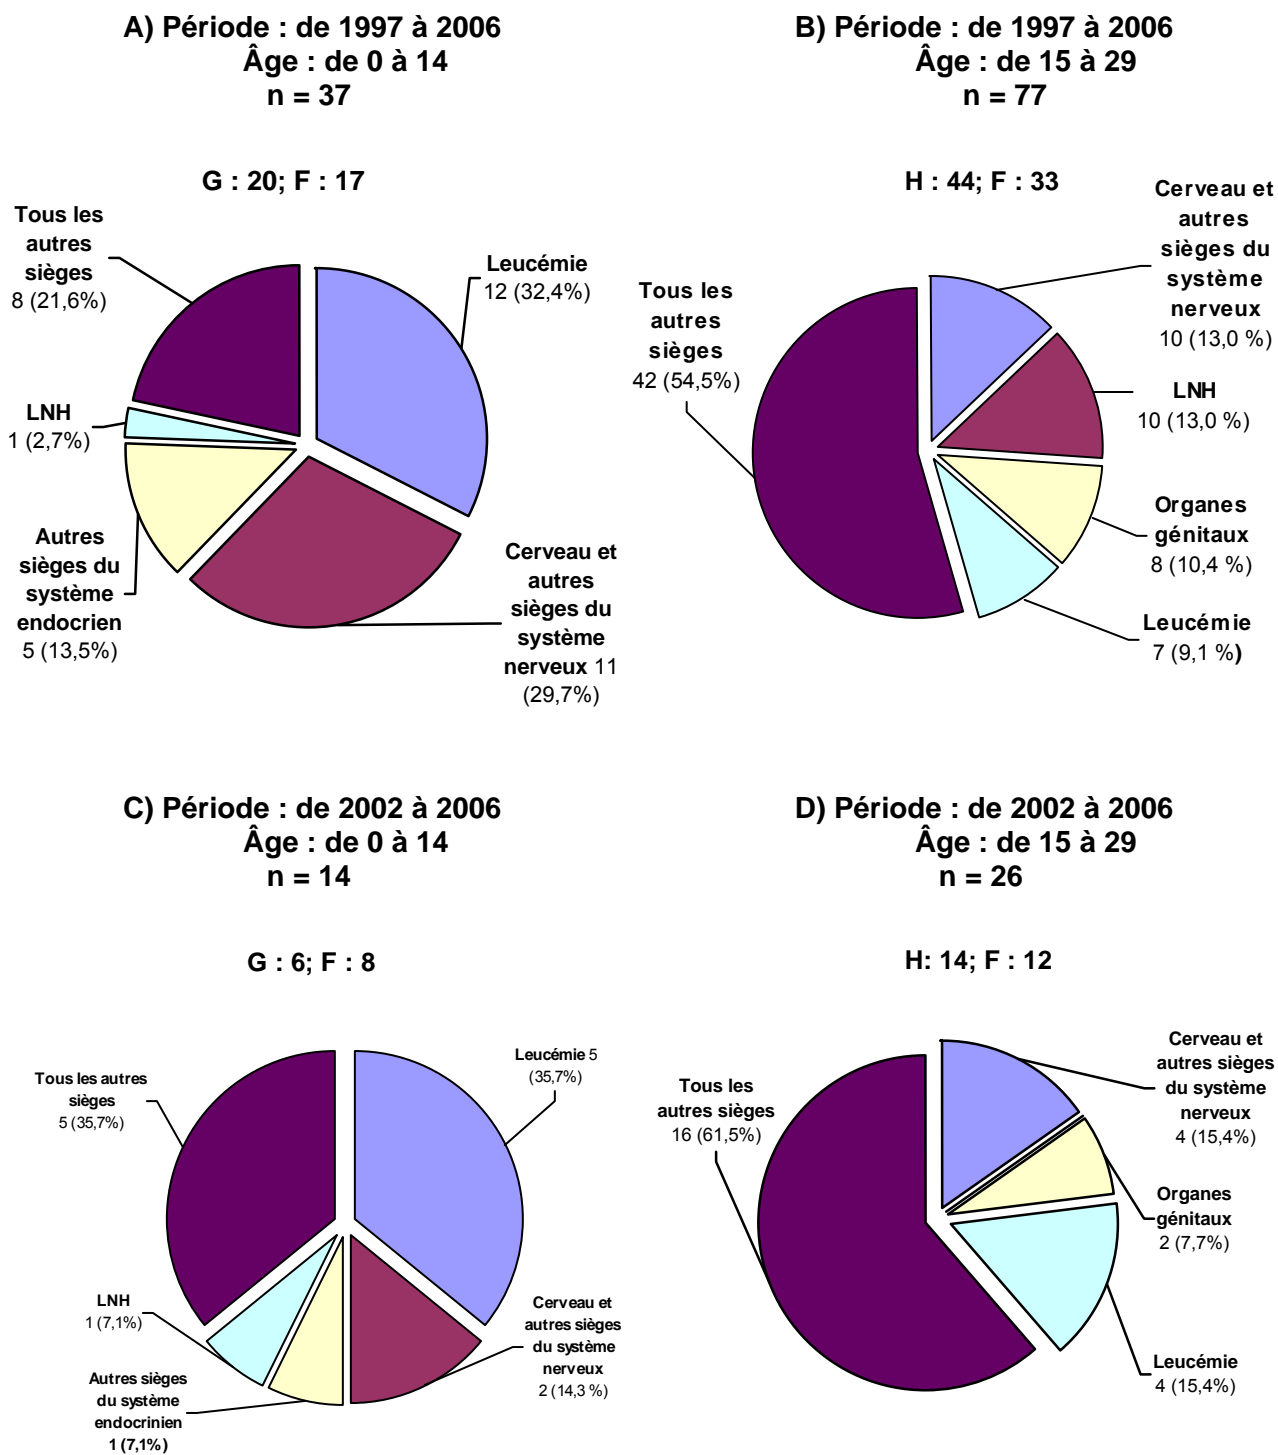 A) Période : de 1997 à 2006
Âge : de 0 à 14
n = 37
G : 20; F : 17
Tous les
autres
sièges
8 (21,6%)
Leucémie
12 (32,4%)
LNH
1 (2,7%)
Autres
sièges du
système
endocrien
5 (13,5%)
Cerveau et
autres
sièges du
système
nerveux 11
(29,7%)
B) Période : de 1997 à 2006
Âge : de 15 à 29
n = 77
H : 44; F : 33
Cerveau et
autres
sièges du
système
nerveux
10 (13,0 %)
Tous les
autres
sièges
42 (54,5%)
LNH
10 (13,0 %)
Organes
génitaux
8 (10,4 %)
Leucémie
7 (9,1 %)
C) Période : de 2002 à 2006
Âge : de 0 à 14
n = 14
G : 6; F : 8
Leucémie 5
(35,7%)
Tous les autres
sièges
5 (35,7%)
LNH
1 (7,1%)
Autres sièges
du système
endocrinien
1 (7,1%)
Cerveau et
autres sièges
du système
nerveux
2 (14,3 %)
D) Période : de 2002 à 2006
Âge : de 15 à 29
n = 26
H: 14; F : 12
Cerveau et
autres sièges
du système
nerveux
4 (15,4%)
Tous les
autres sièges
16 (61,5%)
Organes
génitaux
2 (7,7%)
Leucémie
4 (15,4%)